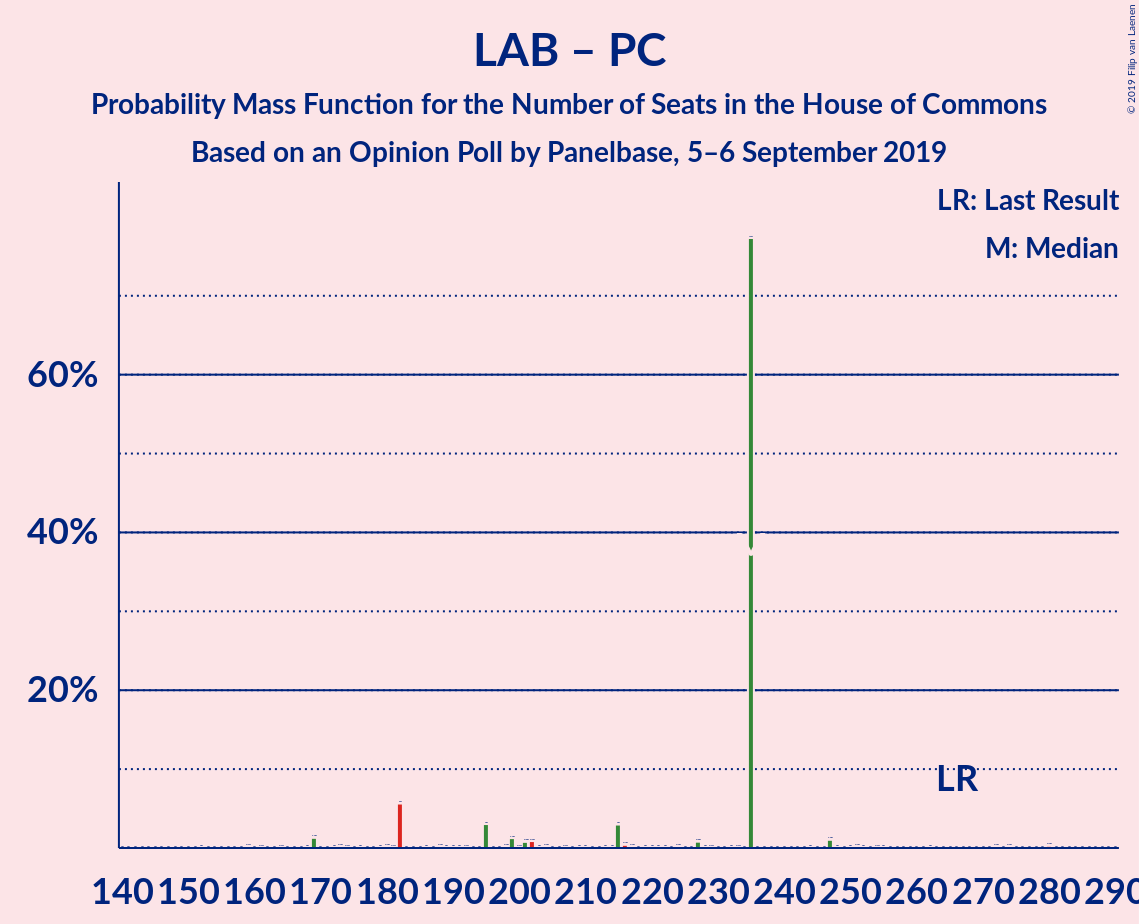 LAB – PC
Probability Mass Function for the Number of Seats in the House of Commons
Based on an Opinion Poll by Panelbase, 5–6 September 2019
© 2019 Filip van Laenen
LR: Last Result
M: Median
60%
40%
20%
LR
140 150 160 170 180 190 200 210 220 230 240 250 260 270 280 290